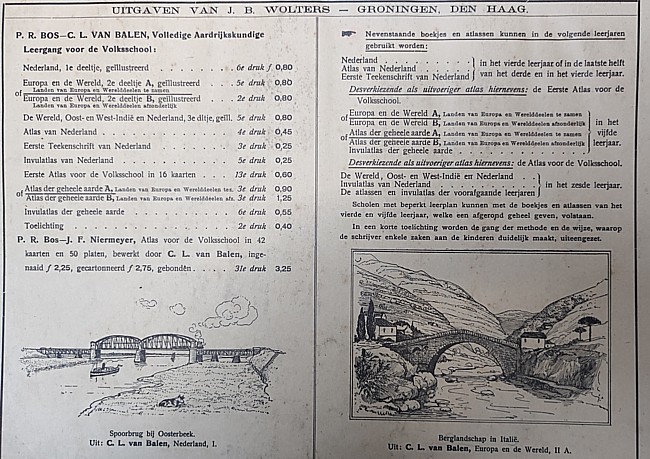 UITGAVEN VAN J. B. WOLTERS — GRONINGEN, DEN HAAG.
P. R. BOS—C. L. VAN BALEN, Volledige Aardrijkskundige
Leergang voor de Volksschool:
Nederland, 1e deeltje, geïllustreerd . . . . . . 6e druk ƒ 0,80
of Europa en de Wereld, 2e deeltje A, geïllustreerd . . . 5e druk 0,80
Landen van Europa en Werelddeelen te samen
Europa en de Wereld, 2e deeltje B, geïllustreerd . . . 2e druk 0,80
Landen van Europa en Werelddeelen afzonderlijk
De Wereld, Oost- en West-Indië en Nederland, 3e dltje, geïll. 5e druk 0,80
Atlas van Nederland . . . . . . . . 4e druk 0,45
Eerste Teekenschrift van Nederland . . . . . 3e druk 0,25
Invulatlas van Nederland . . . . . . . 5e druk 0,25
Eerste Atlas voor de Volksschool in 16 kaarten . . . 13e druk 0,60
of Atlas der geheele aarde A, Landen van Europa en Werelddeelen tes. 3e druk 0,90
Atlas der geheele aarde B, Landen van Europa en Werelddeelen afz. 3e druk 1,25
Invulatlas der geheele aarde . . . . . . 6e druk 0,55
Toelichting . . . . . . . . . . 2e druk 0,40
P. R. Bos—J. F. Niermeyer, Atlas voor de Volksschool in 42
kaarten en 50 platen, bewerkt door C. L. van Balen, inge-
naaid ƒ 2,25, gecartonneerd ƒ 2,75, gebonden . . . . 31e druk 3,25
Spoorbrug bij Oosterbeek.
Uit: C. L. van Balen, Nederland, I.
Nevenstaande boekjes en atlassen kunnen in de volgende leerjaren
gebruikt worden:
Nederland . . . . . . .
Atlas van Nederland . . . . in het vierde leerjaar of in de laatste helft
Eerste Teekenschrift van Nederland van het derde en in het vierde leerjaar.
Desverkiezende als uitvoeriger atlas hiernevens: de Eerste Atlas voor de
Volksschool.
of Europa en de Wereld A, Landen van Europa en Werelddeelen te samen
Europa en de Wereld B, Landen van Europa en Werelddeelen afzonderlijk
of Atlas der geheele aarde A, Landen van Europa en Werelddeelen te samen
Atlas der geheele aarde B, Landen van Europa en Werelddeelen afzonderlijk
Invulatlas der geheele aarde . . . . . . .
in het
vijfde
leerjaar.
Desverkiezende als uitvoeriger atlas hiernevens: de Atlas voor de Volksschool.
De Wereld, Oost- en West-Indië en Nederland . .
Invulatlas van Nederland . . . . . . in het zesde leerjaar.
De atlassen en invulatlas der voorafgaande leerjaren
Scholen met beperkt leerplan kunnen met de boekjes en atlassen van
het vierde en vijfde leerjaar, welke een afgerond geheel geven, volstaan.
In een korte toelichting worden de gang der methode en de wijze, waarop
de schrijver enkele zaken aan de kinderen duidelijk maakt, uiteengezet.
Berglandschap in Italië.
Uit: C. L. van Balen, Europa en de Wereld, II A.